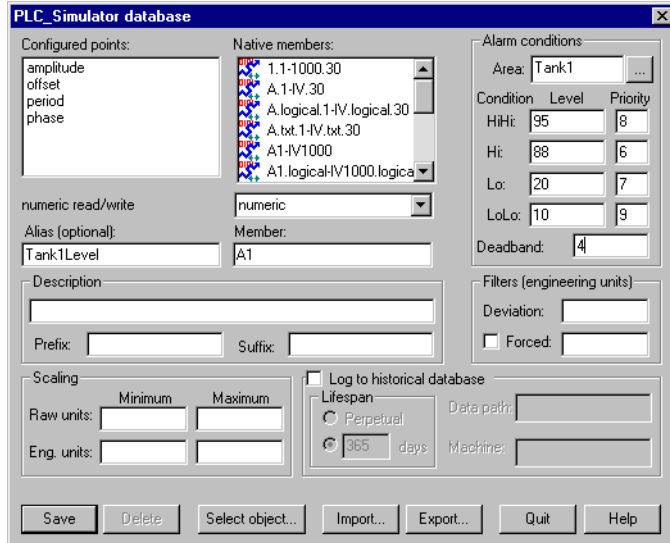 PLC_Simulator database
Configured points:
amplitude
offset
period
phase
Native members:
1.1-1000.30
A.1-IV.30
A.logical.1-IV.logical.30
A.txt.1-IV.txt.30
A1-IV1000
A1.logical-IV1000.logica
numeric read/write
numeric
Alias (optional):
Tank1Level
Member:
A1
Alarm conditions
Area: Tank1 ...
Condition Level Priority
HiHi: 95 8
Hi: 88 6
Lo: 20 7
LoLo: 10 9
Deadband: 4
Description
Prefix: Suffix:
Filters (engineering units)
Deviation:
Forced:
Scaling
Minimum Maximum
Raw units:
Eng. units:
Log to historical database
Lifespan
Perpetual
365 days
Data path:
Machine:
Save Delete Select object... Import... Export... Quit Help